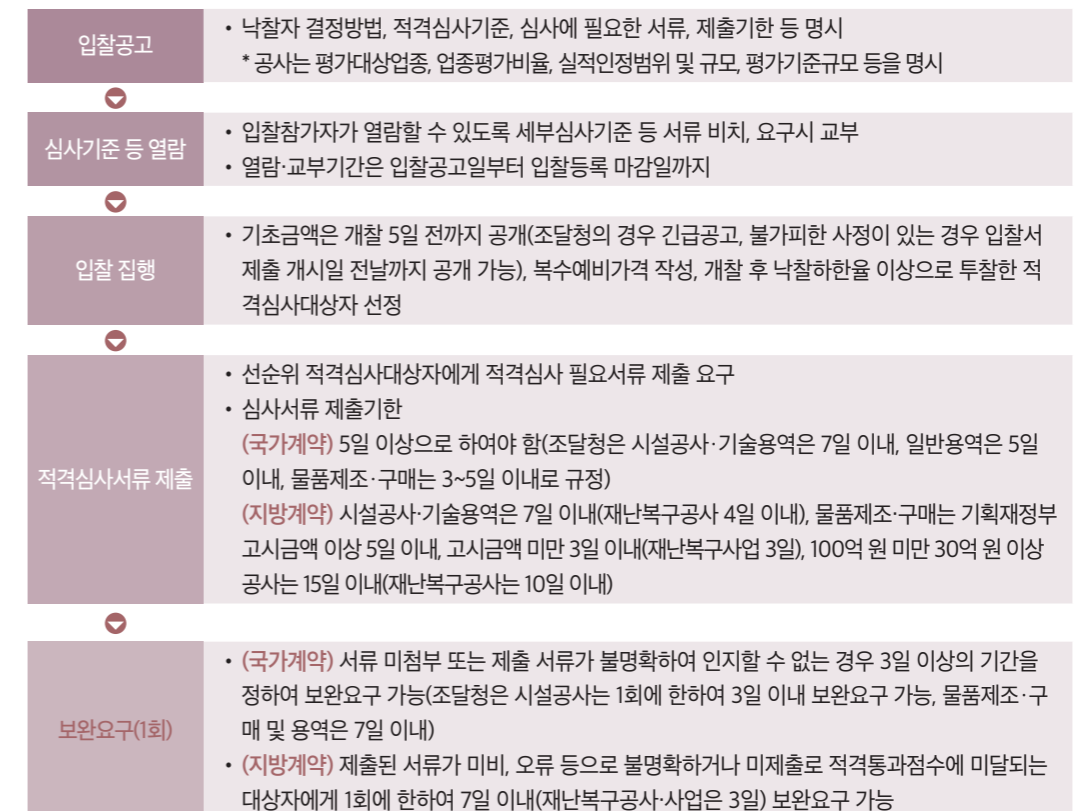 입찰공고
• 낙찰자 결정방법, 적격심사기준, 심사에 필요한 서류, 제출기한 등 명시
* 공사는 평가대상업종, 업종평가비율, 실적인정범위 및 규모, 평가기준규모 등을 명시
심사기준 등 열람
• 입찰참가자가 열람할 수 있도록 세부심사기준 등 서류 비치, 요구시 교부
• 열람·교부기간은 입찰공고일부터 입찰등록 마감일까지
입찰 집행
• 기초금액은 개찰 5일 전까지 공개(조달청의 경우 긴급공고, 불가피한 사정이 있는 경우 입찰서
제출 개시일 전날까지 공개 가능), 복수예비가격 작성, 개찰 후 낙찰하한율 이상으로 투찰한 적
격심사대상자 선정
적격심사서류 제출
• 선순위 적격심사대상자에게 적격심사 필요서류 제출 요구
• 심사서류 제출기한
(국가계약) 5일 이상으로 하여야 함(조달청은 시설공사·기술용역은 7일 이내, 일반용역은 5일
이내, 물품제조·구매는 3~5일 이내로 규정)
(지방계약) 시설공사·기술용역은 7일 이내(재난복구공사 4일 이내), 물품제조·구매는 기획재정부
고시금액 이상 5일 이내, 고시금액 미만 3일 이내(재난복구사업 3일), 100억 원 미만 30억 원 이상
공사는 15일 이내(재난복구공사는 10일 이내)
보완요구(1회)
• (국가계약) 서류 미첨부 또는 제출 서류가 불명확하여 인지할 수 없는 경우 3일 이상의 기간을
정하여 보완요구 가능(조달청은 시설공사는 1회에 한하여 3일 이내 보완요구 가능, 물품제조·구
매 및 용역은 7일 이내)
• (지방계약) 제출된 서류가 미비, 오류 등으로 불명확하거나 미제출로 적격통과점수에 미달되는
대상자에게 1회에 한하여 7일 이내(재난복구공사·사업은 3일) 보완요구 가능